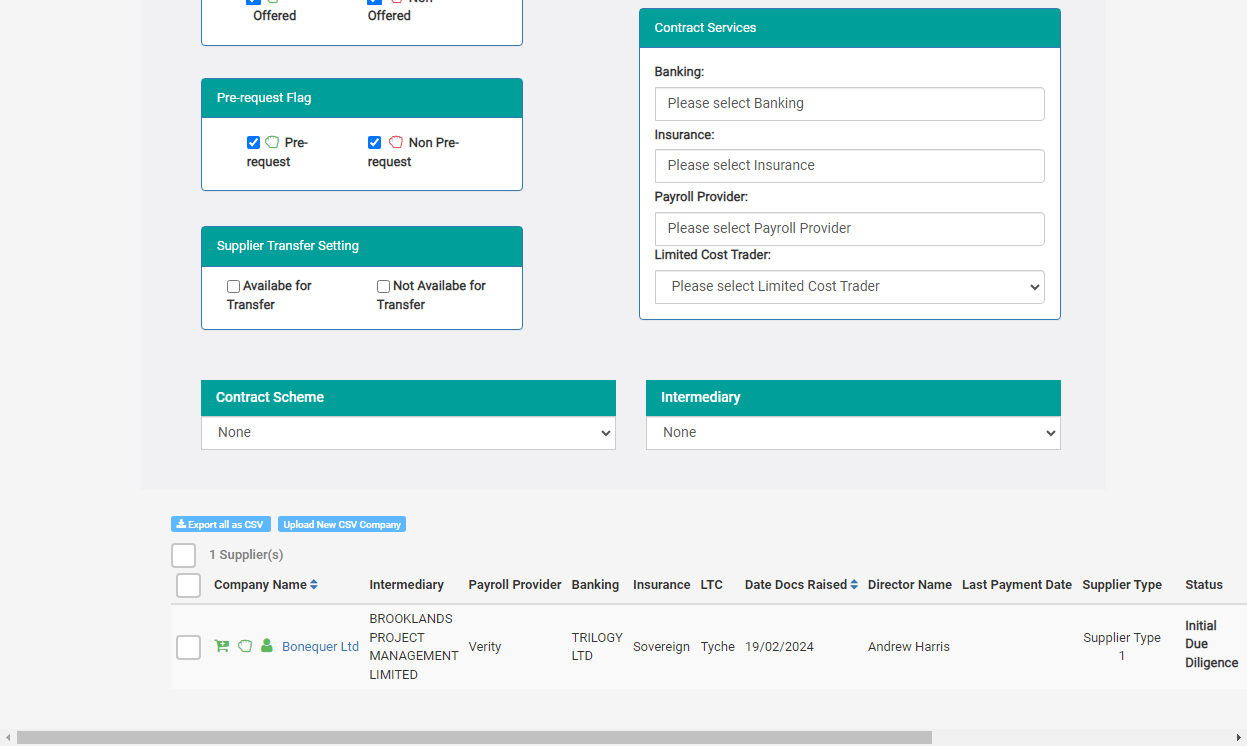 Non
Offered
Offered
Contract Services
Banking:
Please select Banking
Insurance:
Please select Insurance
Payroll Provider:
Please select Payroll Provider
Limited Cost Trader:
Please select Limited Cost Trader
Pre-request Flag
Pre-
request
Non Pre-
request
Supplier Transfer Setting
Availabe for
Transfer
Not Availabe for
Transfer
Contract Scheme
None
Intermediary
None
Export all as CSV
Upload New CSV Company
1 Supplier(s)
Company Name Intermediary Payroll Provider Banking Insurance LTC Date Docs Raised Director Name Last Payment Date Supplier Type Status
Bonequer Ltd
BROOKLANDS
PROJECT
MANAGEMENT
LIMITED
Verity
TRILOGY
LTD
Sovereign
Tyche
19/02/2024
Andrew Harris
Supplier Type
1
Initial
Due
Diligence